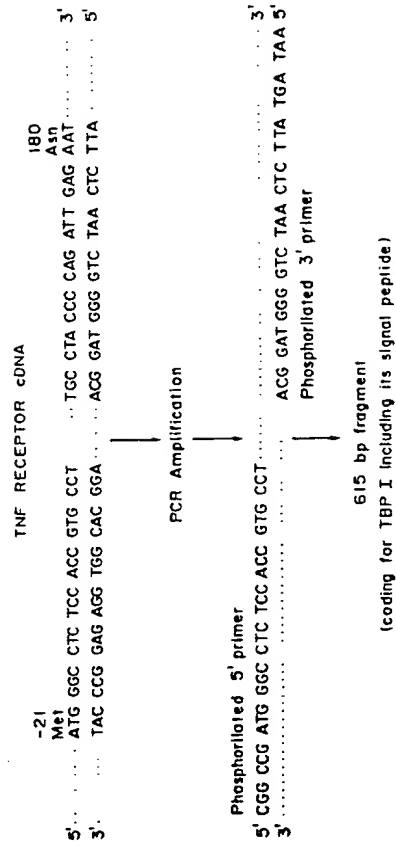 TNF RECEPTOR cDNA
-21 180
Met Asn
5'.. ..... ATG GGC CTC TCC ACC GTG CCT ..TGC CTA CCC CAG ATT GAG AAT...... 3'
3'. ... TAC CCG GAG AGG TGG CAC GGA..... ....ACG GAT GGG GTC TAA CTC TTA ....... 5'
PCR Amplification
Phosphorilated 5' primer
5' CGG CCG ATG GGC CTC TCC ACC GTG CCT............ ................. ... 3'
3'.......................................... ... .. ACG GAT GGG GTC TAA CTC TTA TGA TAA 5'
Phosphorilated 3' primer
615 bp fragment
(coding for TBP I including its signal peptide)